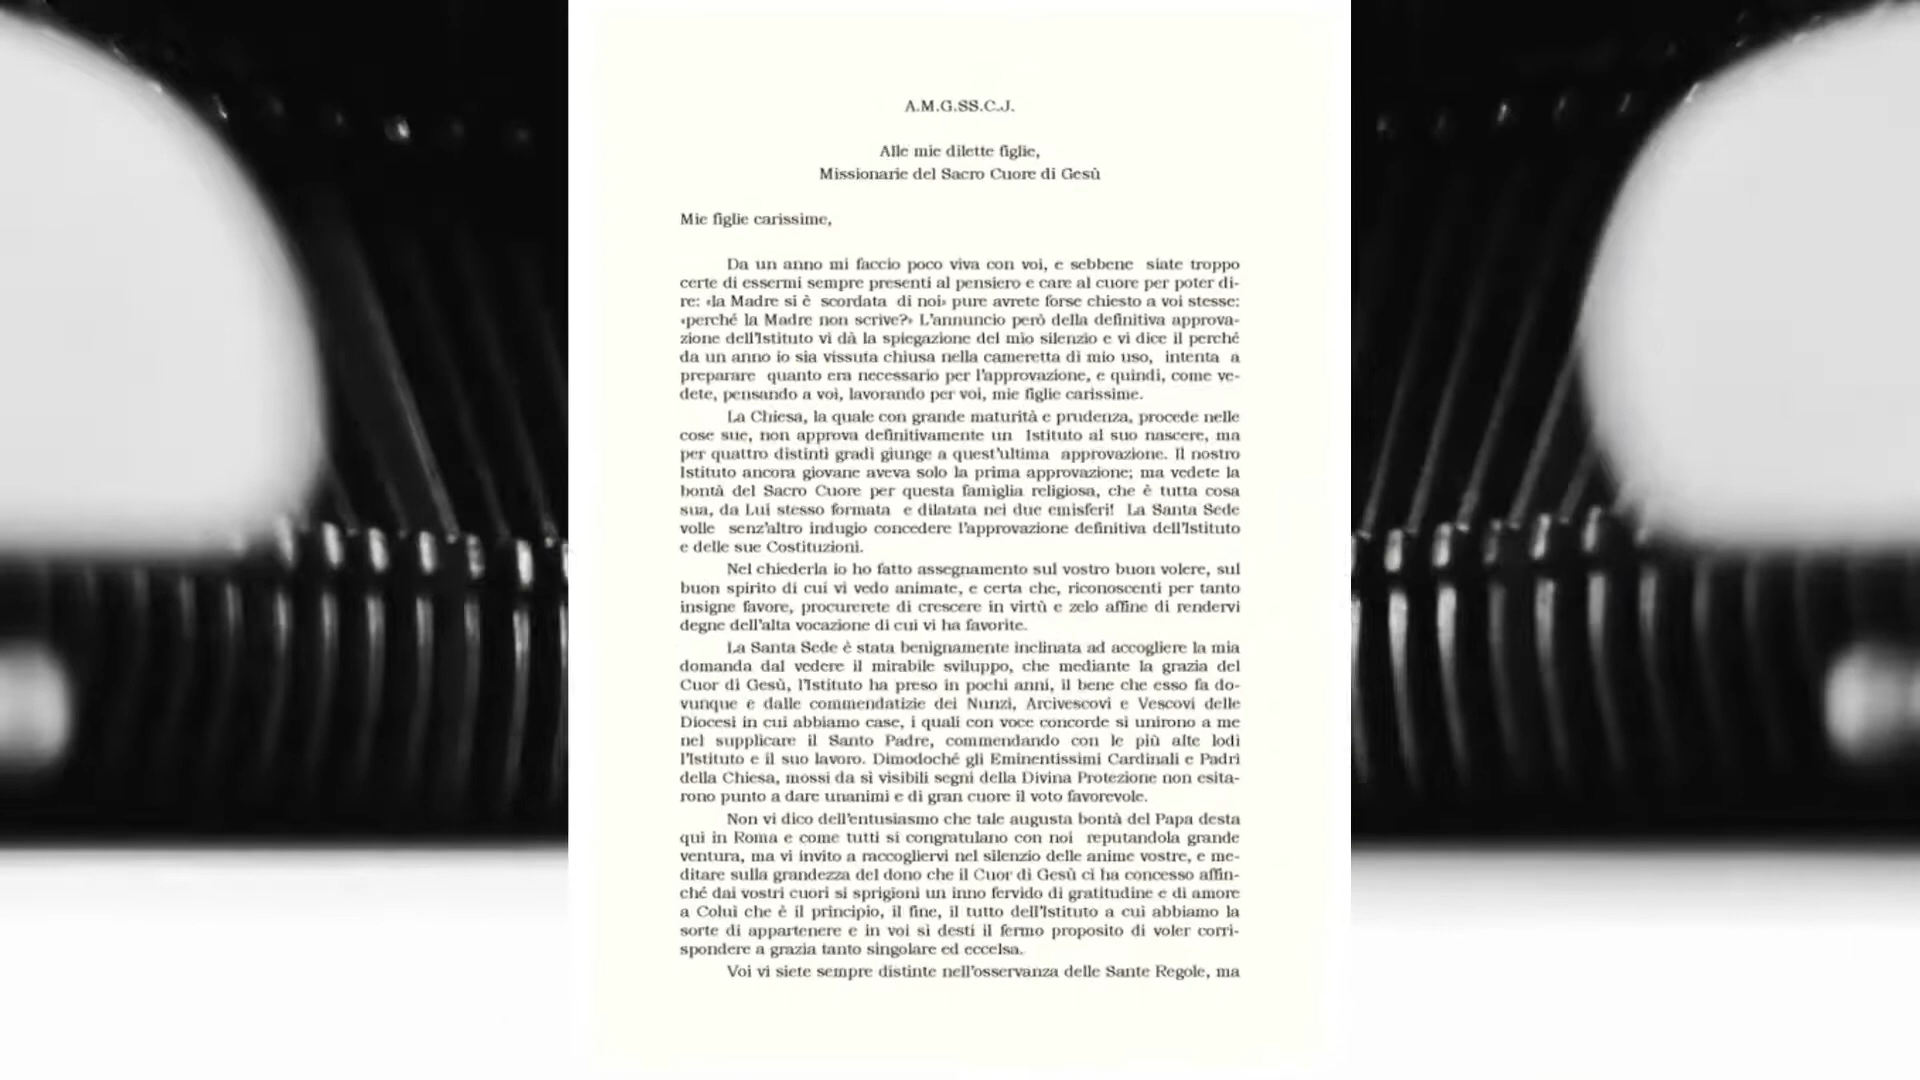 A.M.G.SS.C.J.
Alle mie dilette figlie,
Missionarie del Sacro Cuore di Gesù
Mie figlie carissime,
Da un anno mi faccio poco viva con voi, e sebbene siate troppo
certe di essermi sempre presenti al pensiero e care al cuore per poter di-
re: «la Madre si è scordata di noi» pure avrete forse chiesto a voi stesse:
«perché la Madre non scrive?» L'annuncio però della definitiva approva-
zione dell'Istituto vi dà la spiegazione del mio silenzio e vi dice il perché
da un anno io sia vissuta chiusa nella cameretta di mio uso, intenta a
preparare quanto era necessario per l'approvazione, e quindi, come ve-
dete, pensando a voi, lavorando per voi, mie figlie carissime.
La Chiesa, la quale con grande maturità e prudenza, procede nelle
cose sue, non approva definitivamente un Istituto al suo nascere, ma
per quattro distinti gradi giunge a quest'ultima approvazione. Il nostro
Istituto ancora giovane aveva solo la prima approvazione; ma vedete la
bontà del Sacro Cuore per questa famiglia religiosa, che è tutta cosa
sua, da Lui stesso formata e dilatata nei due emisferi! La Santa Sede
volle senz'altro indugio concedere l'approvazione definitiva dell'Istituto
e delle sue Costituzioni.
Nel chiederla io ho fatto assegnamento sul vostro buon volere, sul
buon spirito di cui vi vedo animate, e certa che, riconoscenti per tanto
insigne favore, procurerete di crescere in virtù e zelo affine di rendervi
degne dell'alta vocazione di cui vi ha favorite.
La Santa Sede è stata benignamente inclinata ad accogliere la mia
domanda dal vedere il mirabile sviluppo, che mediante la grazia del
Cuor di Gesù, l'Istituto ha preso in pochi anni, il bene che esso fa do-
vunque e dalle commendatizie dei Nunzi, Arcivescovi e Vescovi delle
Diocesi in cui abbiamo case, i quali con voce concorde si unirono a me
nel supplicare il Santo Padre, commendando con le più alte lodi
l'Istituto e il suo lavoro. Dimodoché gli Eminentissimi Cardinali e Padri
della Chiesa, mossi da sì visibili segni della Divina Protezione non esita-
rono punto a dare unanimi e di gran cuore il voto favorevole.
Non vi dico dell'entusiasmo che tale augusta bontà del Papa desta
qui in Roma e come tutti si congratulano con noi reputandola grande
ventura, ma vi invito a raccogliervi nel silenzio delle anime vostre, e me-
ditare sulla grandezza del dono che il Cuor di Gesù ci ha concesso affin-
ché dai vostri cuori si sprigioni un inno fervido di gratitudine e di amore
a Colui che è il principio, il fine, il tutto dell'Istituto a cui abbiamo la
sorte di appartenere e in voi si desti il fermo proposito di voler corri-
spondere a grazia tanto singolare ed eccelsa.
Voi vi siete sempre distinte nell'osservanza delle Sante Regole, ma